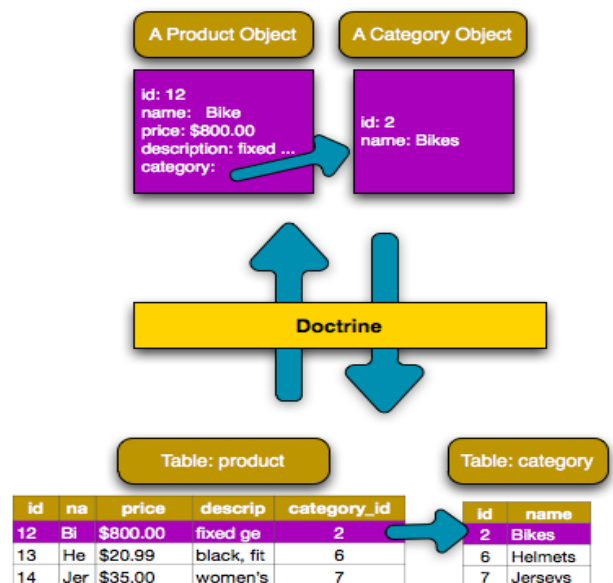 A Product Object
A Category Object
id: 12
name: Bike
price: $800.00
description: fixed ...
category:
id: 2
name: Bikes
Doctrine
Table: product
Table: category
id na price descrip category_id
12 Bi $800.00 fixed ge 2
13 He $20.99 black, fit 6
14 Jer $35.00 women's 7
id name
2 Bikes
6 Helmets
7 Jerseys